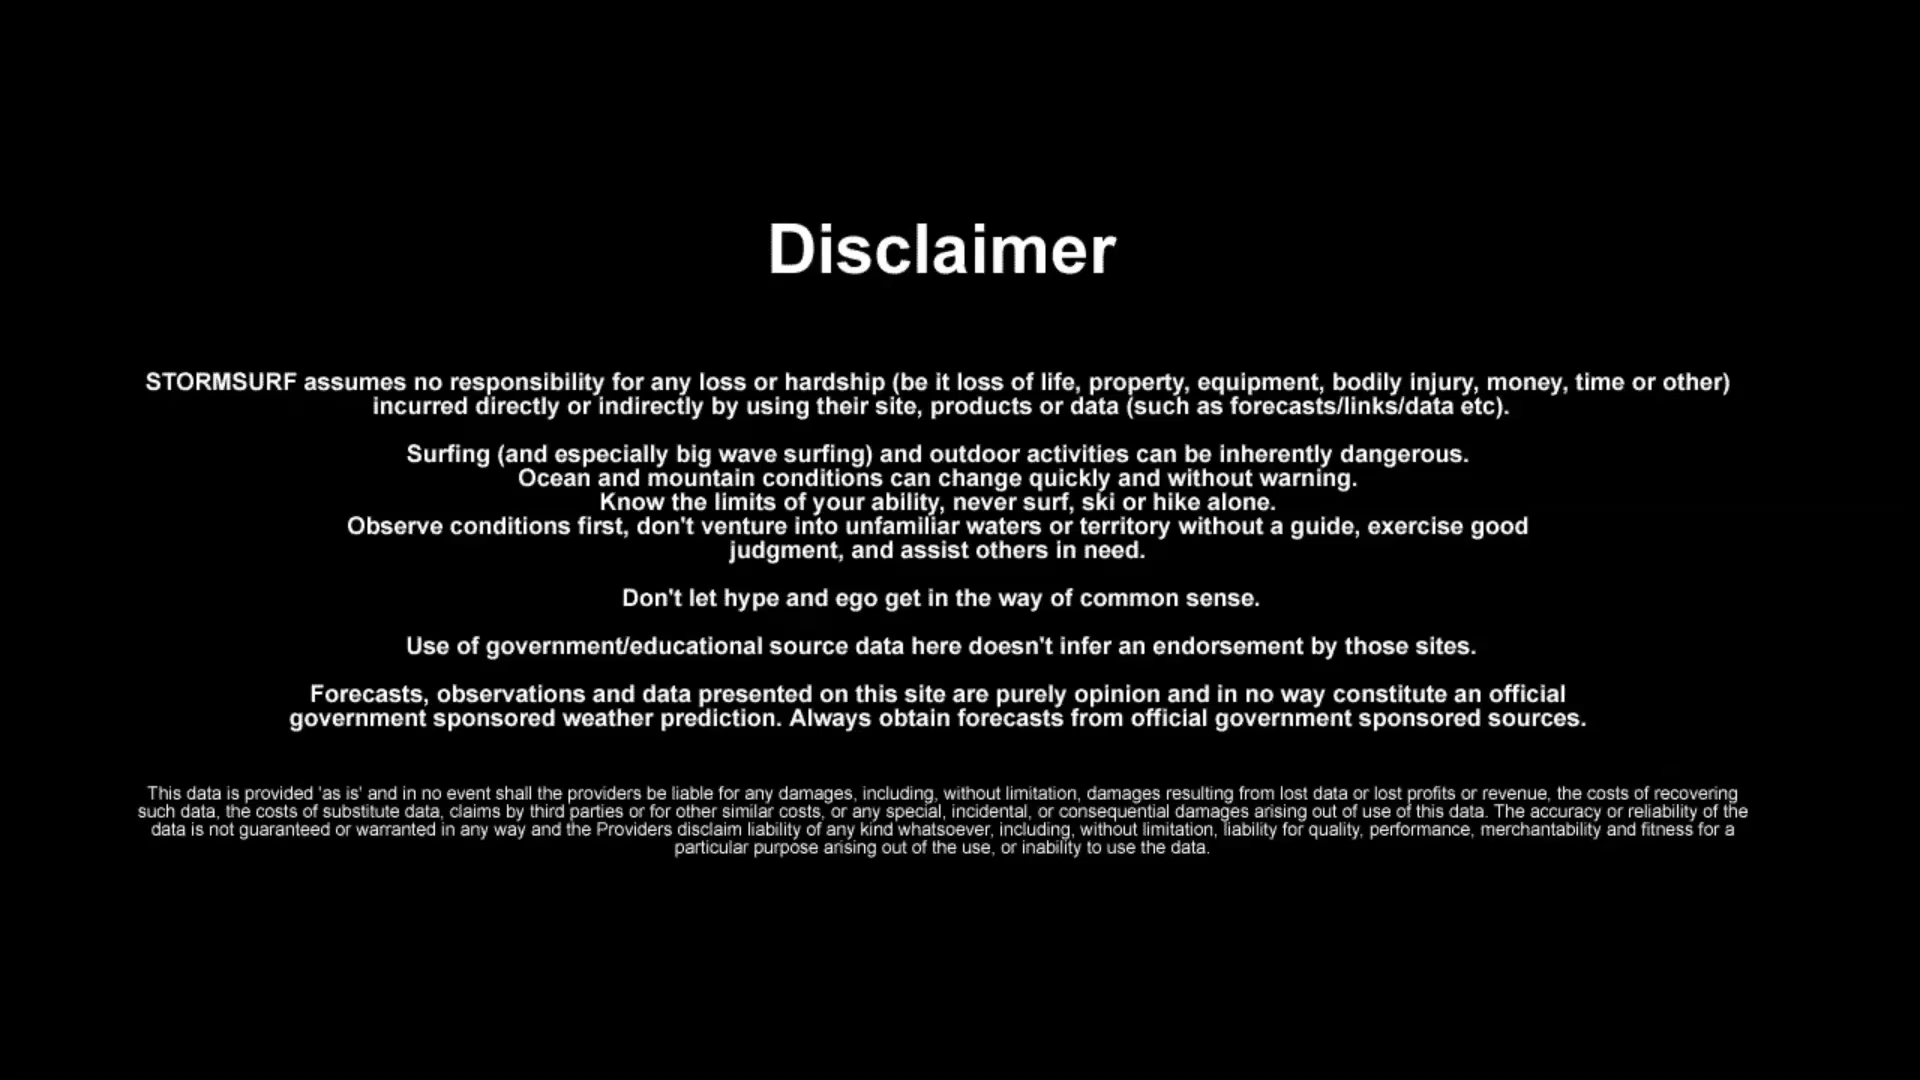 Disclaimer
STORMSURF assumes no responsibility for any loss or hardship (be it loss of life, property, equipment, bodily injury, money, time or other)
incurred directly or indirectly by using their site, products or data (such as forecasts/links/data etc).
Surfing (and especially big wave surfing) and outdoor activities can be inherently dangerous.
Ocean and mountain conditions can change quickly and without warning.
Know the limits of your ability, never surf, ski or hike alone.
Observe conditions first, don't venture into unfamiliar waters or territory without a guide, exercise good
judgment, and assist others in need.
Don't let hype and ego get in the way of common sense.
Use of government/educational source data here doesn't infer an endorsement by those sites.
Forecasts, observations and data presented on this site are purely opinion and in no way constitute an official
government sponsored weather prediction. Always obtain forecasts from official government sponsored sources.
This data is provided 'as is' and in no event shall the providers be liable for any damages, including, without limitation, damages resulting from lost data or lost profits or revenue, the costs of recovering
such data, the costs of substitute data, claims by third parties or for other similar costs, or any special, incidental, or consequential damages arising out of use of this data. The accuracy or reliability of the
data is not guaranteed or warranted in any way and the Providers disclaim liability of any kind whatsoever, including, without limitation, liability for quality, performance, merchantability and fitness for a
particular purpose arising out of the use, or inability to use the data.